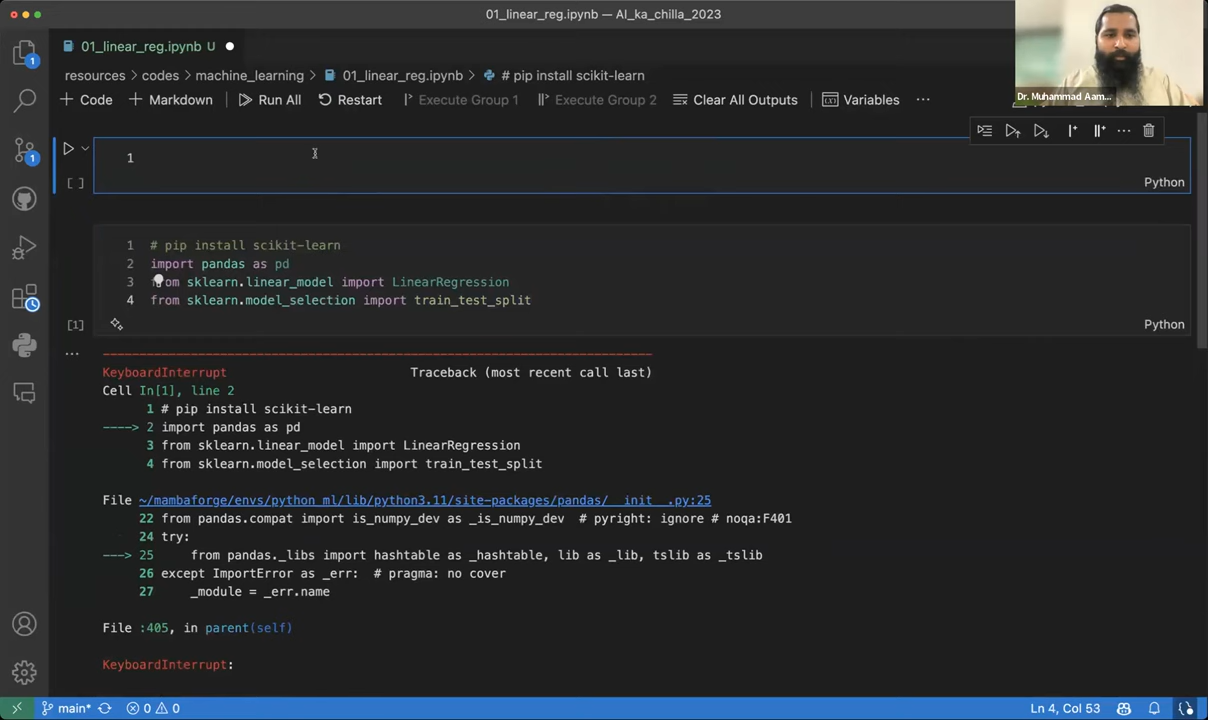 01_linear_reg.ipynb — AI_ka_chilla_2023
01_linear_reg.ipynb U
resources > codes > machine_learning > 01_linear_reg.ipynb > # pip install scikit-learn
+ Code + Markdown Run All Restart Execute Group 1 Execute Group 2 Clear All Outputs Variables ...
Dr. Muhammad Aam...
1
[ ] Python
1 # pip install scikit-learn
2 import pandas as pd
3 from sklearn.linear_model import LinearRegression
4 from sklearn.model_selection import train_test_split
[1] Python
---------------------------------------------------------------------------
KeyboardInterrupt Traceback (most recent call last)
Cell In[1], line 2
1 # pip install scikit-learn
----> 2 import pandas as pd
3 from sklearn.linear_model import LinearRegression
4 from sklearn.model_selection import train_test_split
File ~/mambaforge/envs/python_ml/lib/python3.11/site-packages/pandas/__init__.py:25
22 from pandas.compat import is_numpy_dev as _is_numpy_dev # pyright: ignore # noqa:F401
24 try:
---> 25 from pandas._libs import hashtable as _hashtable, lib as _lib, tslib as _tslib
26 except ImportError as _err: # pragma: no cover
27 _module = _err.name
File :405, in parent(self)
KeyboardInterrupt:
main* 0 0 Ln 4, Col 53